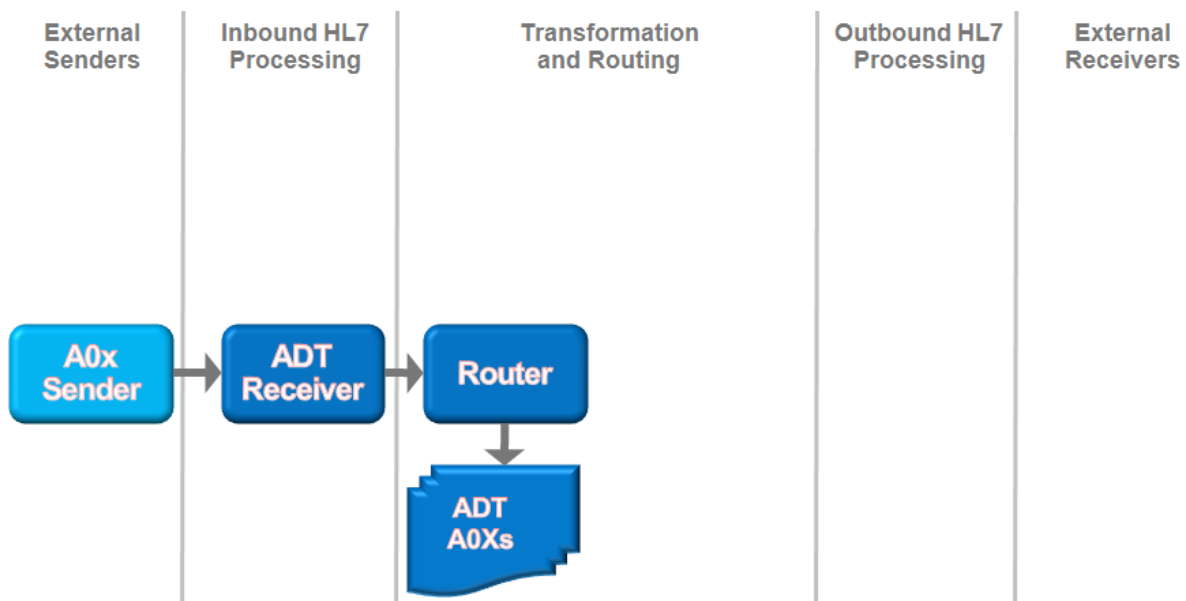 External
Senders
Inbound HL7
Processing
Transformation
and Routing
Outbound HL7
Processing
External
Receivers
A0x
Sender
ADT
Receiver
Router
ADT
A0Xs